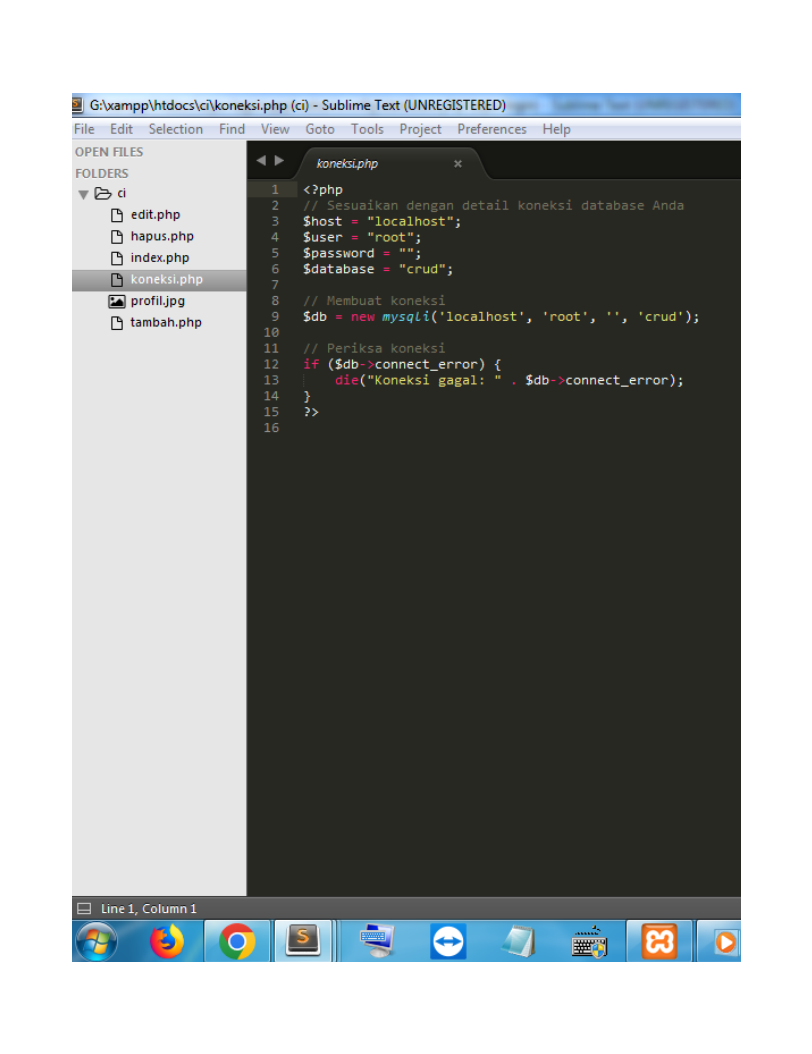 G:\xampp\htdocs\ci\koneksi.php (ci) - Sublime Text (UNREGISTERED)
File Edit Selection Find View Goto Tools Project Preferences Help
OPEN FILES
FOLDERS
ci
edit.php
hapus.php
index.php
koneksi.php
profil.jpg
tambah.php
koneksi.php
1 <?php
2 // Sesuaikan dengan detail koneksi database Anda
3 $host = "localhost";
4 $user = "root";
5 $password = "";
6 $database = "crud";
7
8 // Membuat koneksi
9 $db = new mysqli('localhost', 'root', '', 'crud');
10
11 // Periksa koneksi
12 if ($db->connect_error) {
13     die("Koneksi gagal: " . $db->connect_error);
14 }
15 ?>
16
Line 1, Column 1